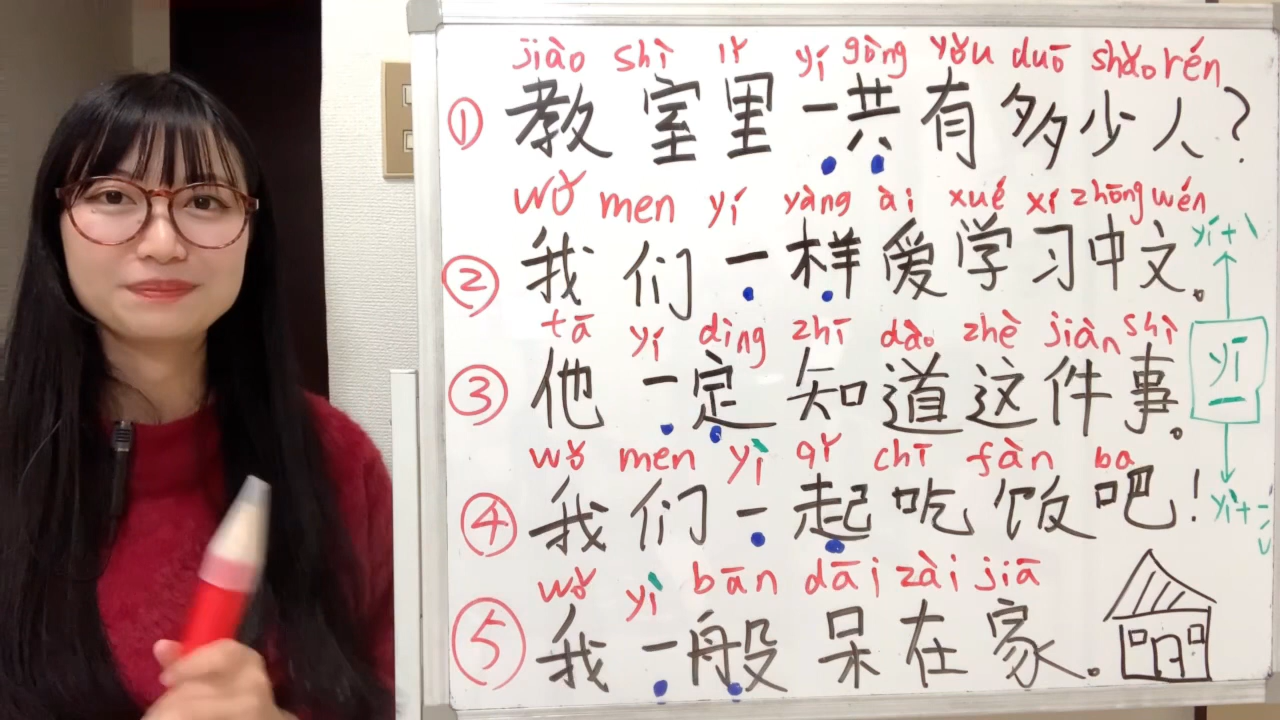 jiào shì lǐ yí gòng yǒu duō shǎo rén
① 教室里一共有多少人?
wǒ men yí yàng ài xué xí zhōng wén
② 我们一样爱学习中文。
yí+ˋ
tā yí dìng zhī dào zhè jiàn shì
③ 他一定知道这件事。
yī
一
wǒ men yì qǐ chī fàn ba
④ 我们一起吃饭吧!
yì+ˉˊˇ
wǒ yì bān dāi zài jiā
⑤ 我一般呆在家。